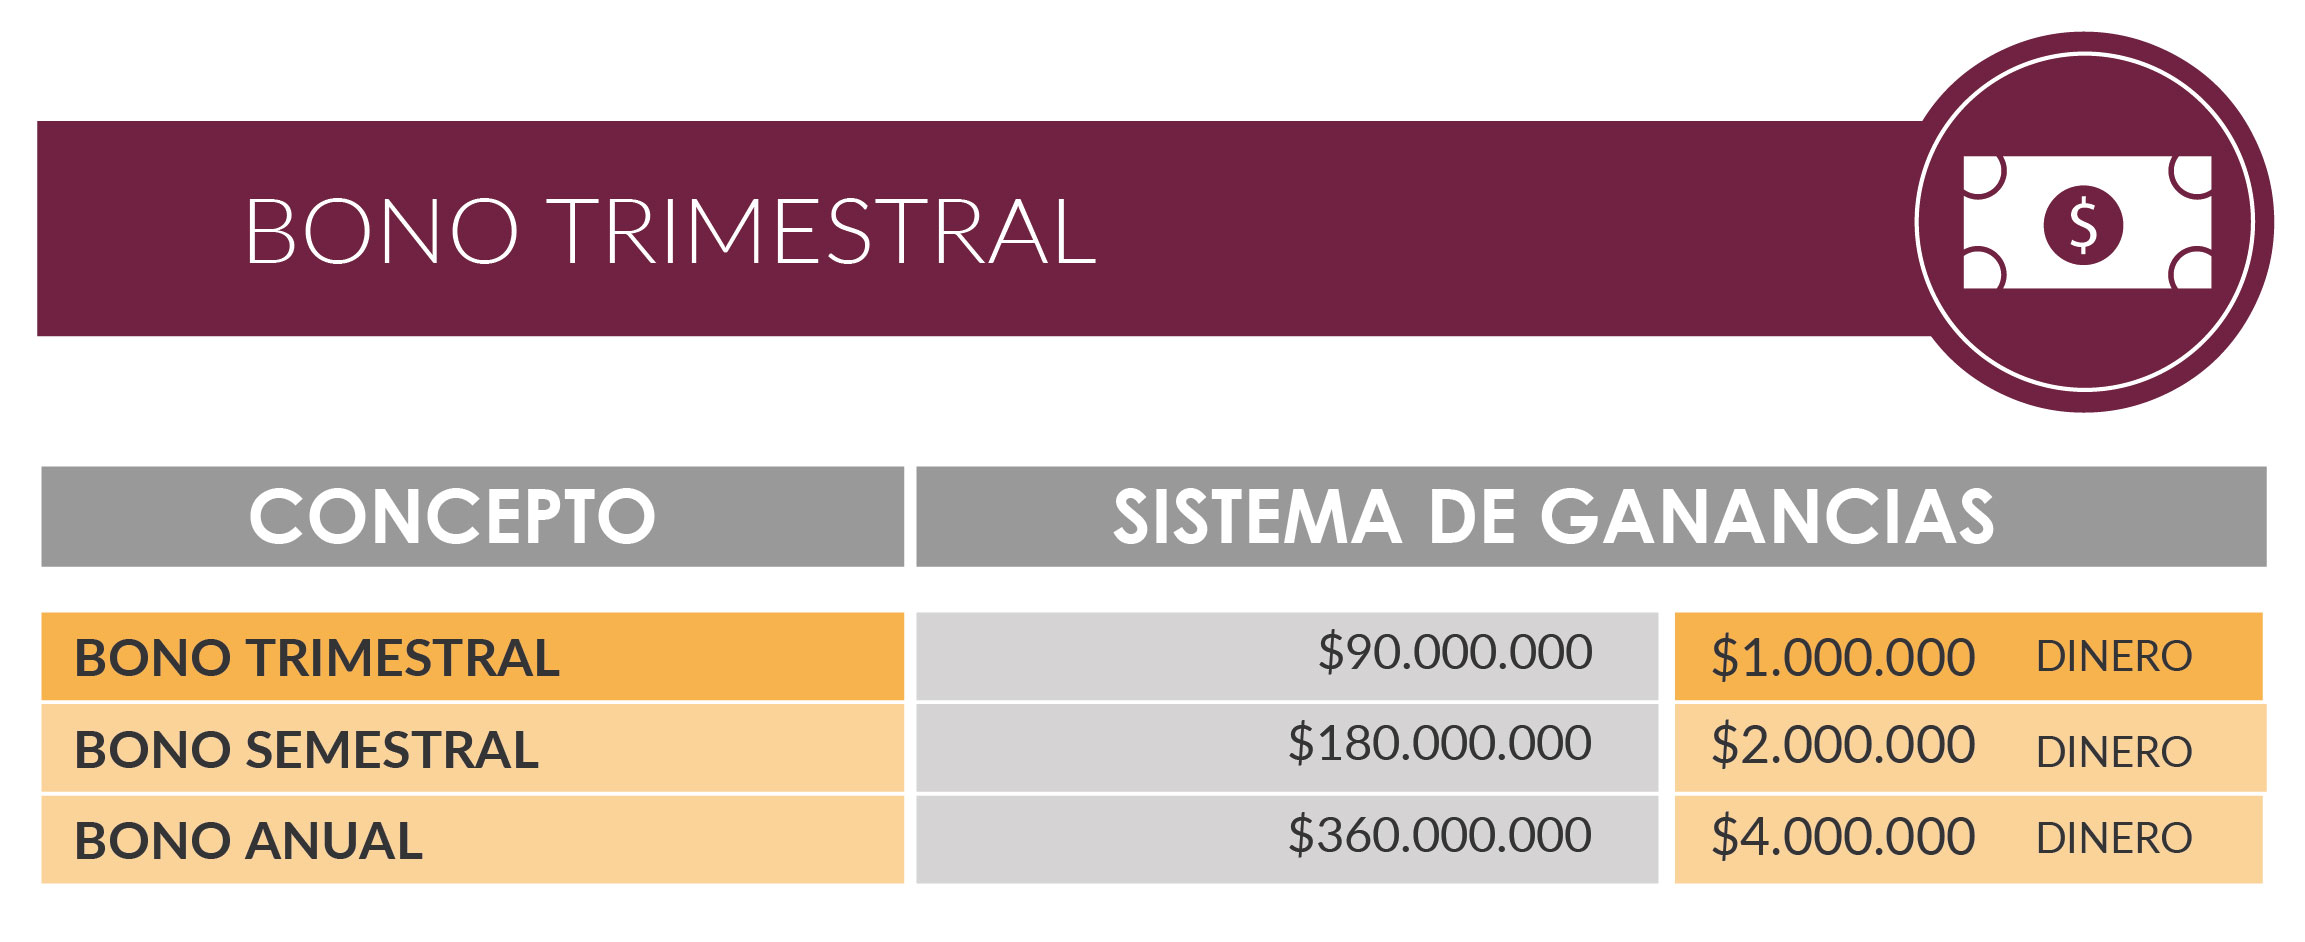 BONO TRIMESTRAL
$
CONCEPTO SISTEMA DE GANANCIAS
BONO TRIMESTRAL $90.000.000 $1.000.000 DINERO
BONO SEMESTRAL $180.000.000 $2.000.000 DINERO
BONO ANUAL $360.000.000 $4.000.000 DINERO